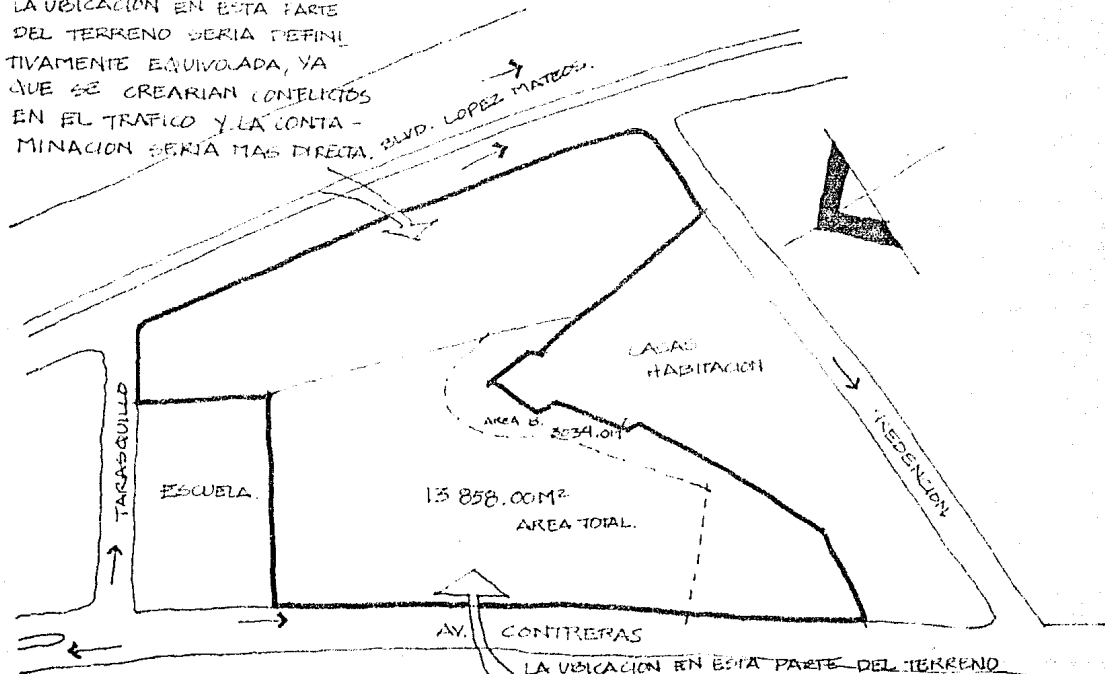 LA UBICACION EN ESTA PARTE
DEL TERRENO SERIA DEFINI
TIVAMENTE EQUIVOCADA, YA
QUE SE CREARIAN CONFLICTOS
EN EL TRAFICO Y LA CONTA-
MINACION SERIA MAS DIRECTA.
BLVD. LOPEZ MATEOS.
CASAS
HABITACION
AREA B.
TARASQUILLO
ESCUELA.
13 858.00 M²
AREA TOTAL.
REDENCION
AV. CONTRERAS
LA UBICACION EN ESTA PARTE DEL TERRENO